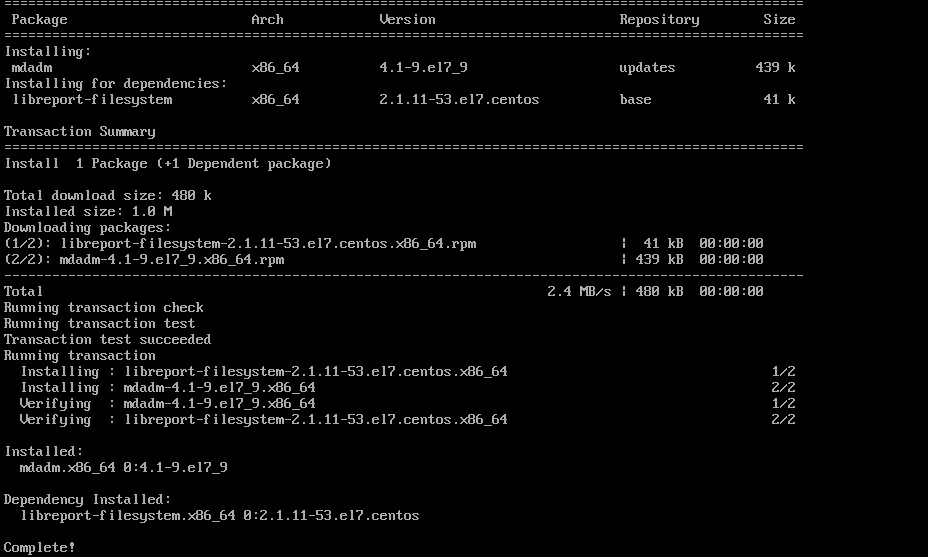 ================================================================================
 Package                      Arch            Version                       Repository        Size
================================================================================
Installing:
 mdadm                         x86_64          4.1-9.el7_9                   updates          439 k
Installing for dependencies:
 libreport-filesystem          x86_64          2.1.11-53.el7.centos          base              41 k

Transaction Summary
================================================================================
Install  1 Package (+1 Dependent package)

Total download size: 480 k
Installed size: 1.0 M
Downloading packages:
(1/2): libreport-filesystem-2.1.11-53.el7.centos.x86_64.rpm                  |  41 kB  00:00:00
(2/2): mdadm-4.1-9.el7_9.x86_64.rpm                                          | 439 kB  00:00:00
--------------------------------------------------------------------------------
Total                                                               2.4 MB/s | 480 kB  00:00:00
Running transaction check
Running transaction test
Transaction test succeeded
Running transaction
  Installing : libreport-filesystem-2.1.11-53.el7.centos.x86_64                                 1/2
  Installing : mdadm-4.1-9.el7_9.x86_64                                                         2/2
  Verifying  : mdadm-4.1-9.el7_9.x86_64                                                         1/2
  Verifying  : libreport-filesystem-2.1.11-53.el7.centos.x86_64                                 2/2

Installed:
  mdadm.x86_64 0:4.1-9.el7_9

Dependency Installed:
  libreport-filesystem.x86_64 0:2.1.11-53.el7.centos

Complete!